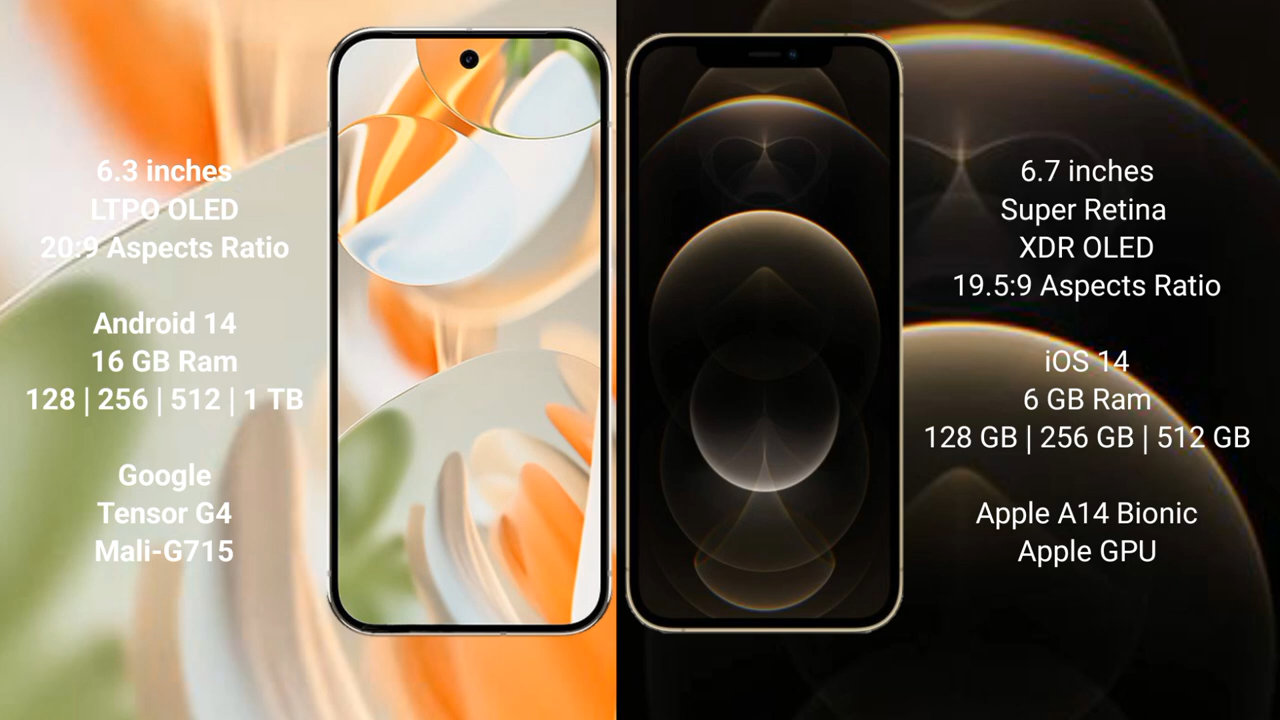 6.3 inches
LTPO OLED
20:9 Aspects Ratio
Android 14
16 GB Ram
128 | 256 | 512 | 1 TB
Google
Tensor G4
Mali-G715
6.7 inches
Super Retina
XDR OLED
19.5:9 Aspects Ratio
iOS 14
6 GB Ram
128 GB | 256 GB | 512 GB
Apple A14 Bionic
Apple GPU